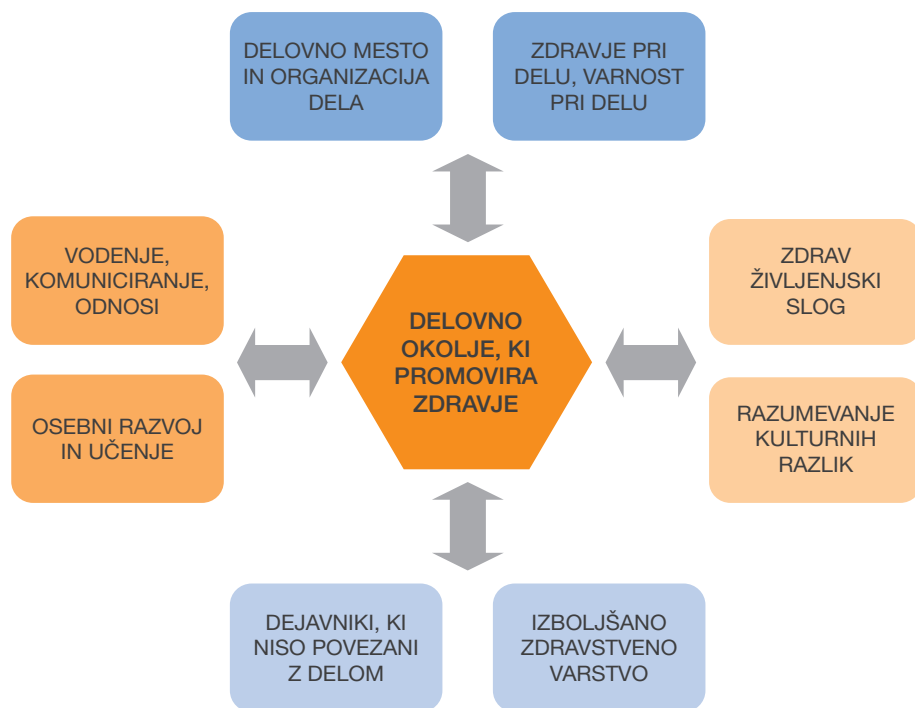 DELOVNO MESTO
IN ORGANIZACIJA
DELA
ZDRAVJE PRI
DELU, VARNOST
PRI DELU
VODENJE,
KOMUNICIRANJE,
ODNOSI
OSEBNI RAZVOJ
IN UČENJE
DELOVNO
OKOLJE, KI
PROMOVIRA
ZDRAVJE
ZDRAV
ŽIVLJENJSKI
SLOG
RAZUMEVANJE
KULTURNIH
RAZLIK
DEJAVNIKI, KI
NISO POVEZANI
Z DELOM
IZBOLJŠANO
ZDRAVSTVENO
VARSTVO